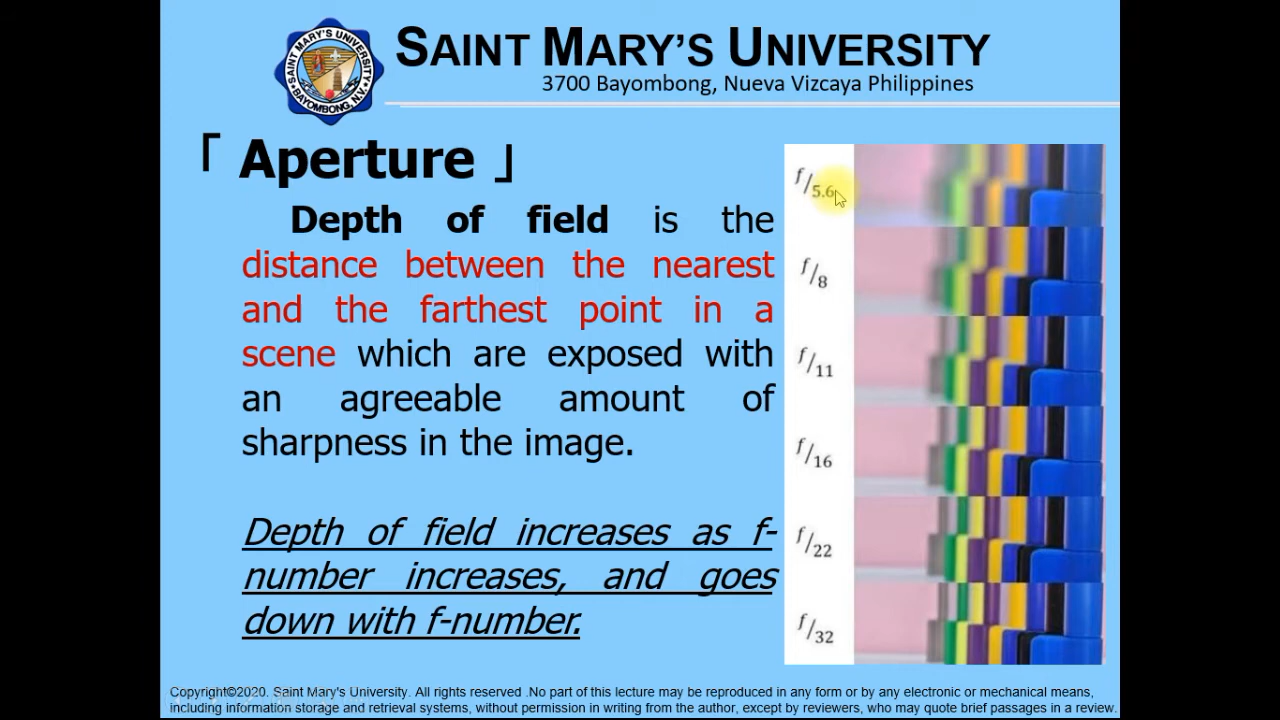 SAINT MARY'S UNIVERSITY
3700 Bayombong, Nueva Vizcaya Philippines
SAINT MARY'S UNIVERSITY
BAYOMBONG, N.V.
「 Aperture 」
Depth of field is the
distance between the nearest
and the farthest point in a
scene which are exposed with
an agreeable amount of
sharpness in the image.
Depth of field increases as f-
number increases, and goes
down with f-number.
f/5.6
f/8
f/11
f/16
f/22
f/32
Copyright©2020. Saint Mary's University. All rights reserved .No part of this lecture may be reproduced in any form or by any electronic or mechanical means,
including information storage and retrieval systems, without permission in writing from the author, except by reviewers, who may quote brief passages in a review.